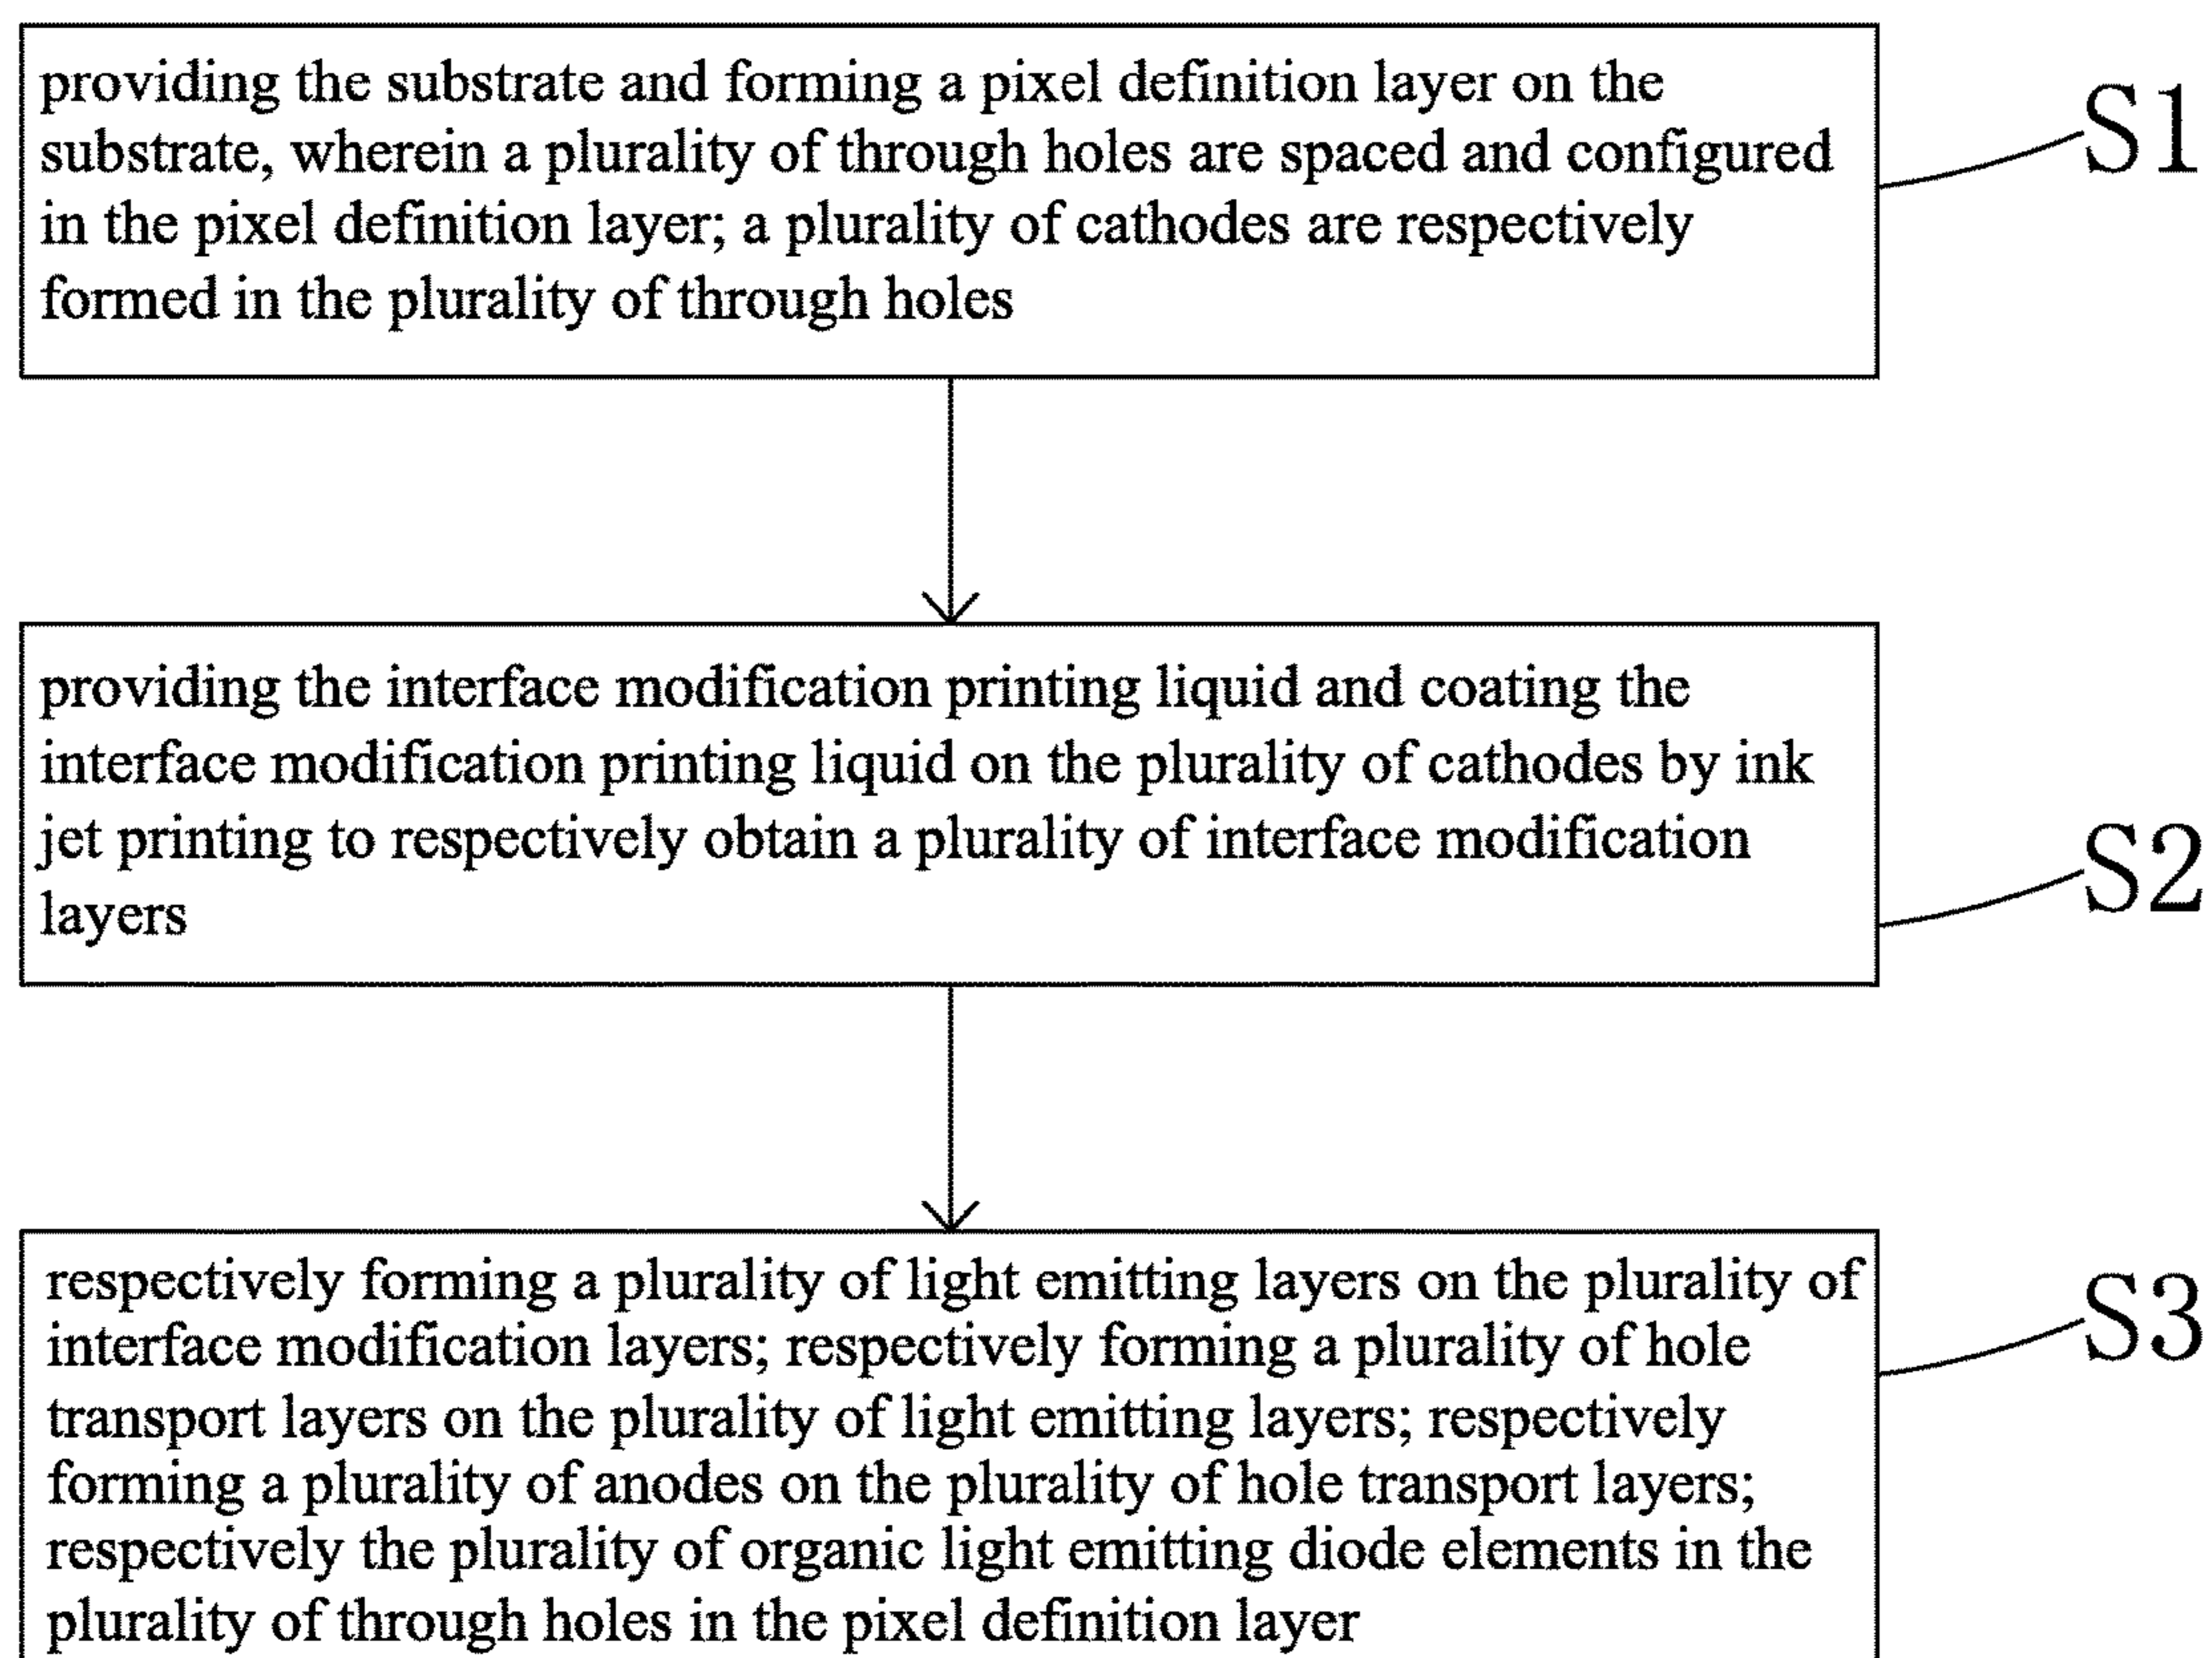 providing the substrate and forming a pixel definition layer on the
substrate, wherein a plurality of through holes are spaced and configured
in the pixel definition layer; a plurality of cathodes are respectively
formed in the plurality of through holes
S1
providing the interface modification printing liquid and coating the
interface modification printing liquid on the plurality of cathodes by ink
jet printing to respectively obtain a plurality of interface modification
layers
S2
respectively forming a plurality of light emitting layers on the plurality of
interface modification layers; respectively forming a plurality of hole
transport layers on the plurality of light emitting layers; respectively
forming a plurality of anodes on the plurality of hole transport layers;
respectively the plurality of organic light emitting diode elements in the
plurality of through holes in the pixel definition layer
S3